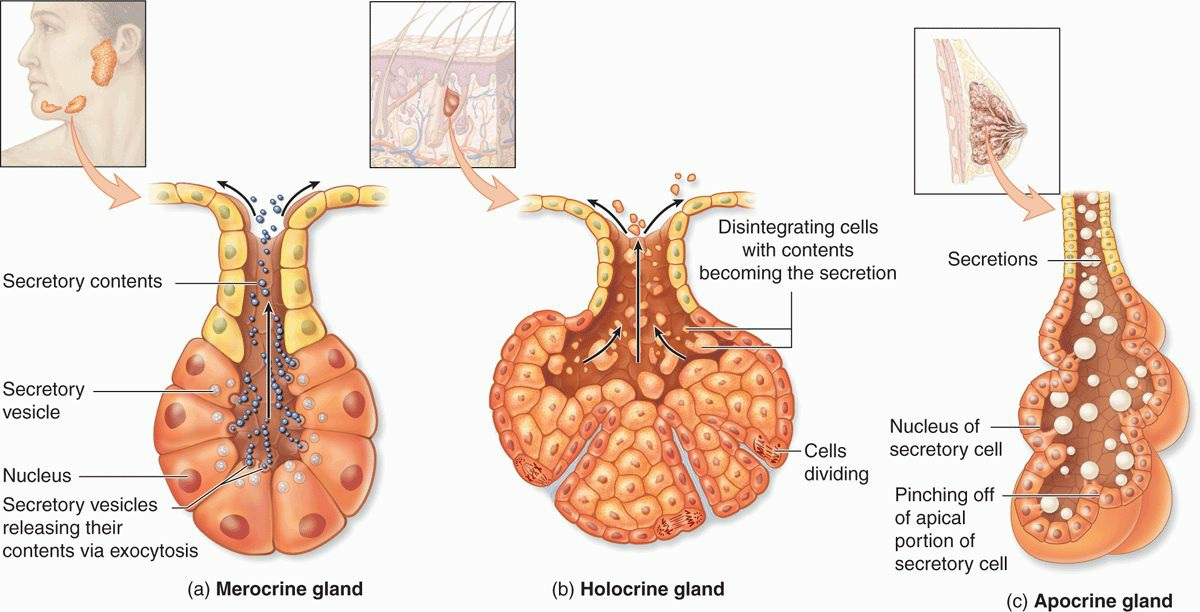 Secretory contents
Secretory
vesicle
Nucleus
Secretory vesicles
releasing their
contents via exocytosis
(a) Merocrine gland
Disintegrating cells
with contents
becoming the secretion
Cells
dividing
(b) Holocrine gland
Secretions
Nucleus of
secretory cell
Pinching off
of apical
portion of
secretory cell
(c) Apocrine gland